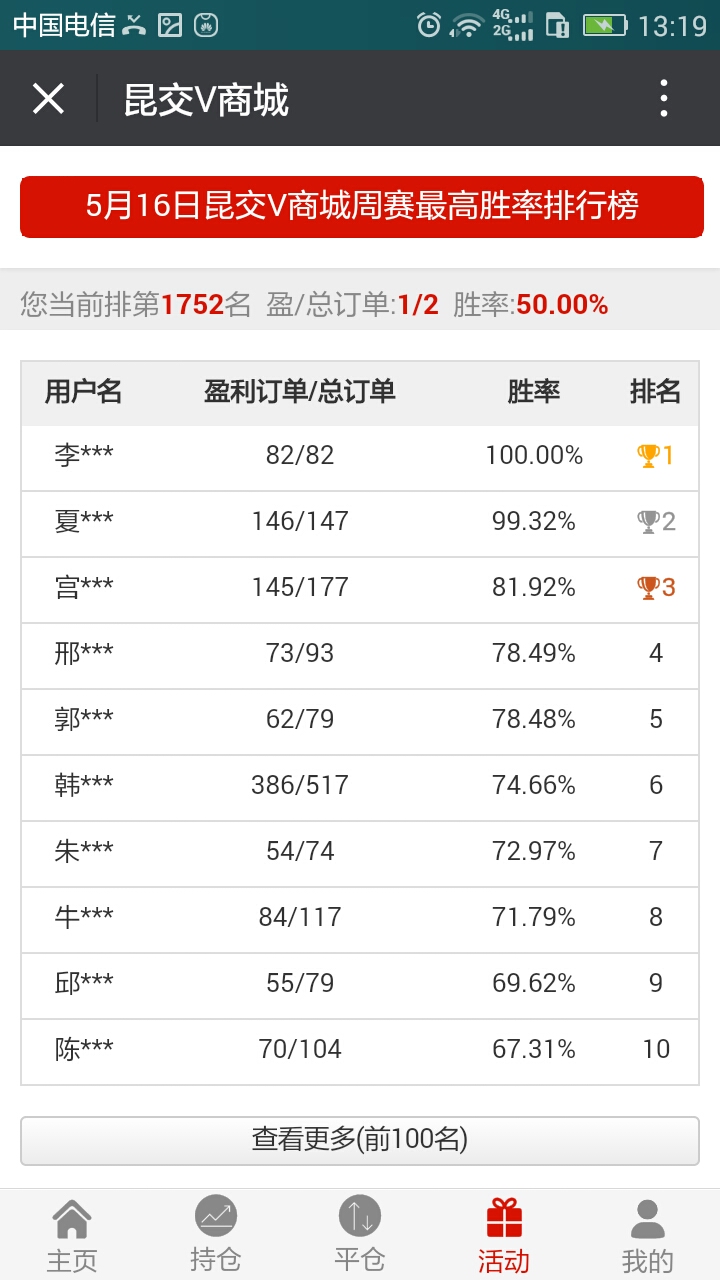 中国电信 4G 2G 13:19
昆交V商城
5月16日昆交V商城周赛最高胜率排行榜
您当前排第1752名 盈/总订单:1/2 胜率:50.00%
用户名 盈利订单/总订单 胜率 排名
李*** 82/82 100.00% 1
夏*** 146/147 99.32% 2
宫*** 145/177 81.92% 3
邢*** 73/93 78.49% 4
郭*** 62/79 78.48% 5
韩*** 386/517 74.66% 6
朱*** 54/74 72.97% 7
牛*** 84/117 71.79% 8
邱*** 55/79 69.62% 9
陈*** 70/104 67.31% 10
查看更多(前100名)
主页 持仓 平仓 活动 我的